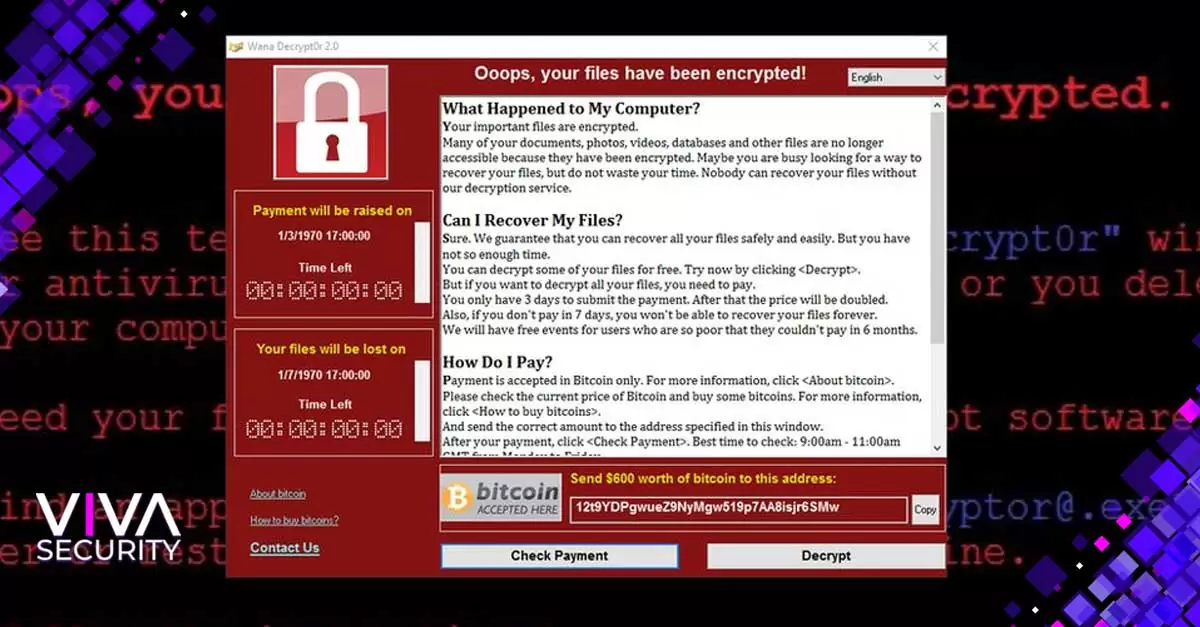 ops, you
crypted.
ee this te
crypt0r" wi
r antiviru
or you dele
your compu
eed your f
pt software
ind an app
yptor@.exe
er or rest
ine.
Wana Decrypt0r 2.0
Ooops, your files have been encrypted!
English
Payment will be raised on
1/3/1970 17:00:00
Time Left
00:00:00:00
Your files will be lost on
1/7/1970 17:00:00
Time Left
00:00:00:00
About bitcoin
How to buy bitcoins?
Contact Us
What Happened to My Computer?
Your important files are encrypted.
Many of your documents, photos, videos, databases and other files are no longer
accessible because they have been encrypted. Maybe you are busy looking for a way to
recover your files, but do not waste your time. Nobody can recover your files without
our decryption service.
Can I Recover My Files?
Sure. We guarantee that you can recover all your files safely and easily. But you have
not so enough time.
You can decrypt some of your files for free. Try now by clicking <Decrypt>.
But if you want to decrypt all your files, you need to pay.
You only have 3 days to submit the payment. After that the price will be doubled.
Also, if you don't pay in 7 days, you won't be able to recover your files forever.
We will have free events for users who are so poor that they couldn't pay in 6 months.
How Do I Pay?
Payment is accepted in Bitcoin only. For more information, click <About bitcoin>.
Please check the current price of Bitcoin and buy some bitcoins. For more information,
click <How to buy bitcoins>.
And send the correct amount to the address specified in this window.
After your payment, click <Check Payment>. Best time to check: 9:00am - 11:00am
GMT from Monday to Friday.
bitcoin
ACCEPTED HERE
Send $600 worth of bitcoin to this address:
12t9YDPgwueZ9NyMgw519p7AA8isjr6SMw
Copy
Check Payment
Decrypt
VIVA
SECURITY